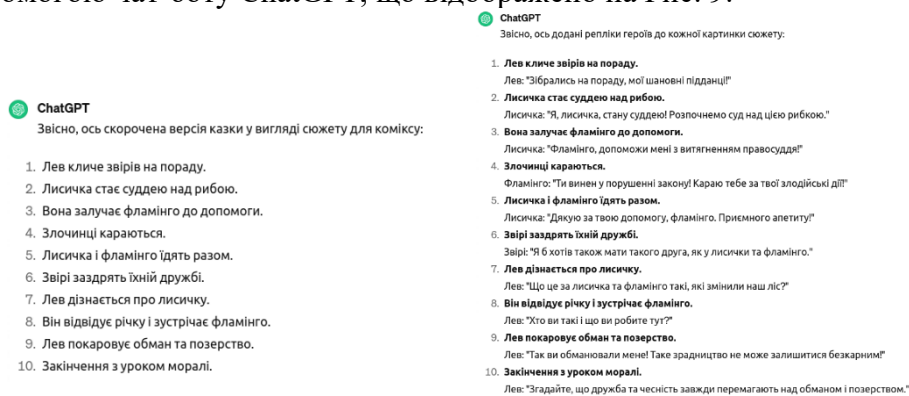 помогою чат-боту ChatGPT, що відображено на Рис. 9.
ChatGPT
Звісно, ось скорочена версія казки у вигляді сюжету для коміксу:
1. Лев кличе звірів на пораду.
2. Лисичка стає суддею над рибою.
3. Вона залучає фламінго до допомоги.
4. Злочинці караються.
5. Лисичка і фламінго їдять разом.
6. Звірі заздрять їхній дружбі.
7. Лев дізнається про лисичку.
8. Він відвідує річку і зустрічає фламінго.
9. Лев покаровує обман та позерство.
10. Закінчення з уроком моралі.
ChatGPT
Звісно, ось додані репліки героїв до кожної картинки сюжету:
1. Лев кличе звірів на пораду.
Лев: "Зібрались на пораду, мої шановні підданці!"
2. Лисичка стає суддею над рибою.
Лисичка: "Я, лисичка, стану суддею! Розпочнемо суд над цією рибкою."
3. Вона залучає фламінго до допомоги.
Лисичка: "Фламінго, допоможи мені з витягненням правосуддя!"
4. Злочинці караються.
Фламінго: "Ти винен у порушенні закону! Караю тебе за твої злодійські дії!"
5. Лисичка і фламінго їдять разом.
Лисичка: "Дякую за твою допомогу, фламінго. Приємного апетиту!"
6. Звірі заздрять їхній дружбі.
Звірі: "Я б хотів також мати такого друга, як у лисички та фламінго."
7. Лев дізнається про лисичку.
Лев: "Що це за лисичка та фламінго такі, які змінили наш ліс?"
8. Він відвідує річку і зустрічає фламінго.
Лев: "Хто ви такі і що ви робите тут?"
9. Лев покаровує обман та позерство.
Лев: "Так ви обманювали мене! Таке зрадництво не може залишитися безкарним!"
10. Закінчення з уроком моралі.
Лев: "Згадайте, що дружба та чесність завжди перемагають над обманом і позерством."